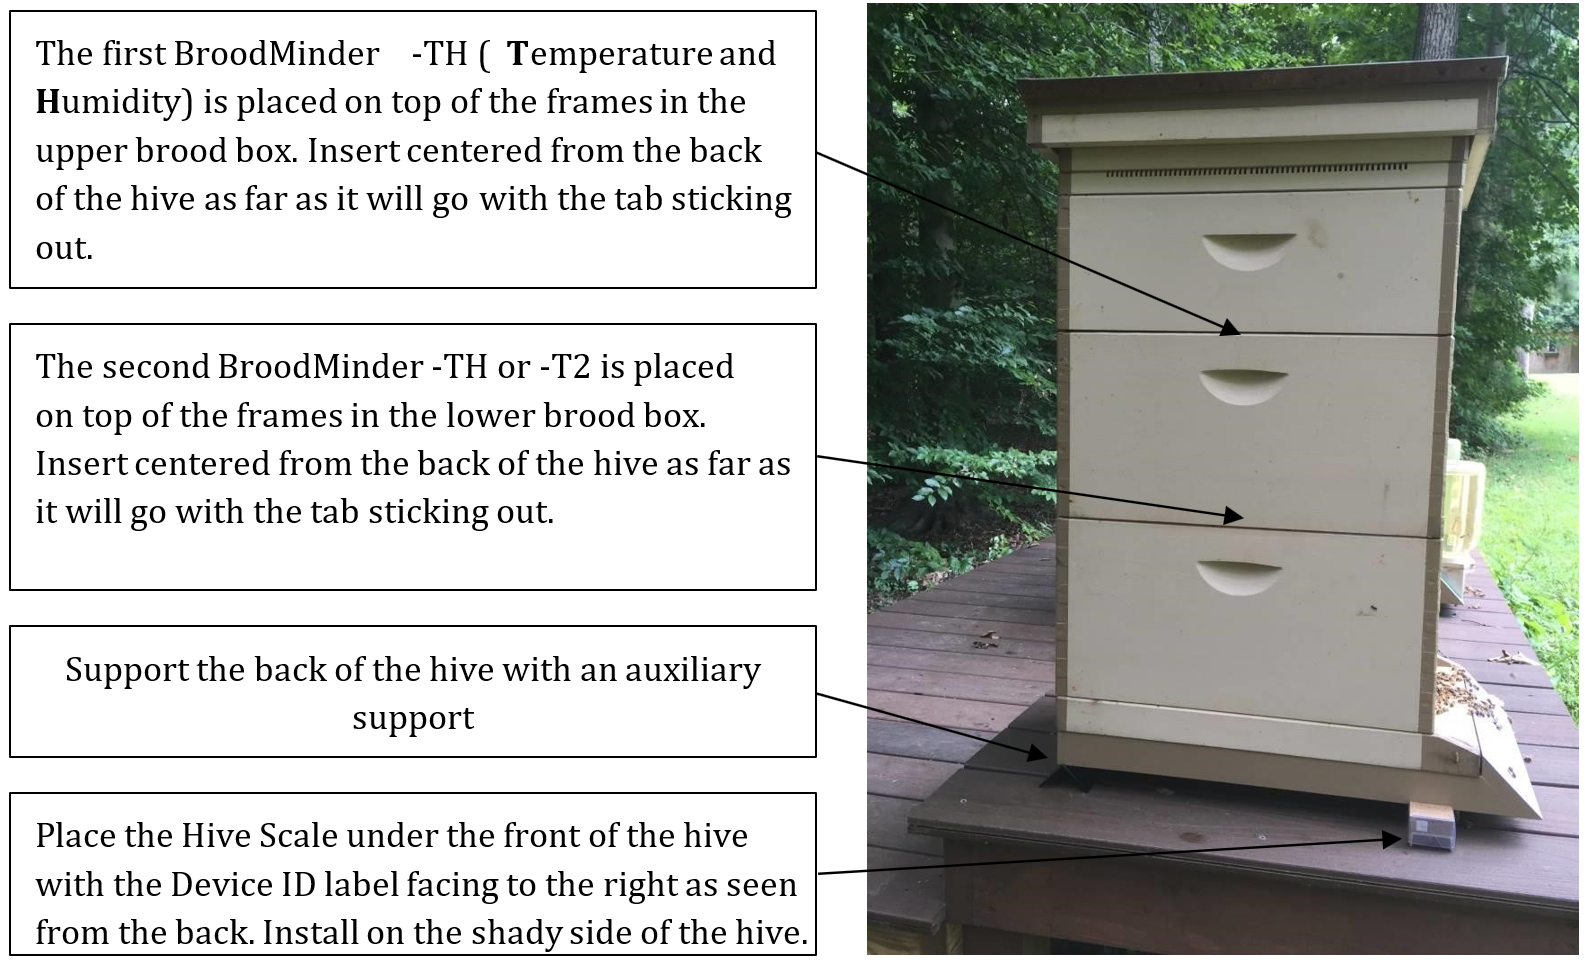 The first BroodMinder -TH ( Temperature and
Humidity) is placed on top of the frames in the
upper brood box. Insert centered from the back
of the hive as far as it will go with the tab sticking
out.
The second BroodMinder -TH or -T2 is placed
on top of the frames in the lower brood box.
Insert centered from the back of the hive as far as
it will go with the tab sticking out.
Support the back of the hive with an auxiliary
support
Place the Hive Scale under the front of the hive
with the Device ID label facing to the right as seen
from the back. Install on the shady side of the hive.